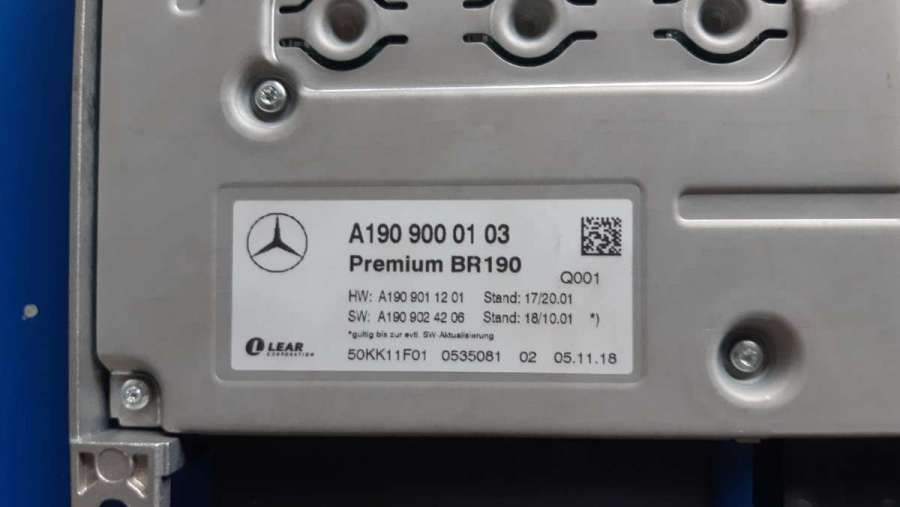 A190 900 01 03
Premium BR190
Q001
HW: A190 901 12 01 Stand: 17/20.01
SW: A190 902 42 06 Stand: 18/10.01 *)
*gültig bis zur evtl. SW-Aktualisierung
LEAR
CORPORATION
50KK11F01 0535081 02 05.11.18